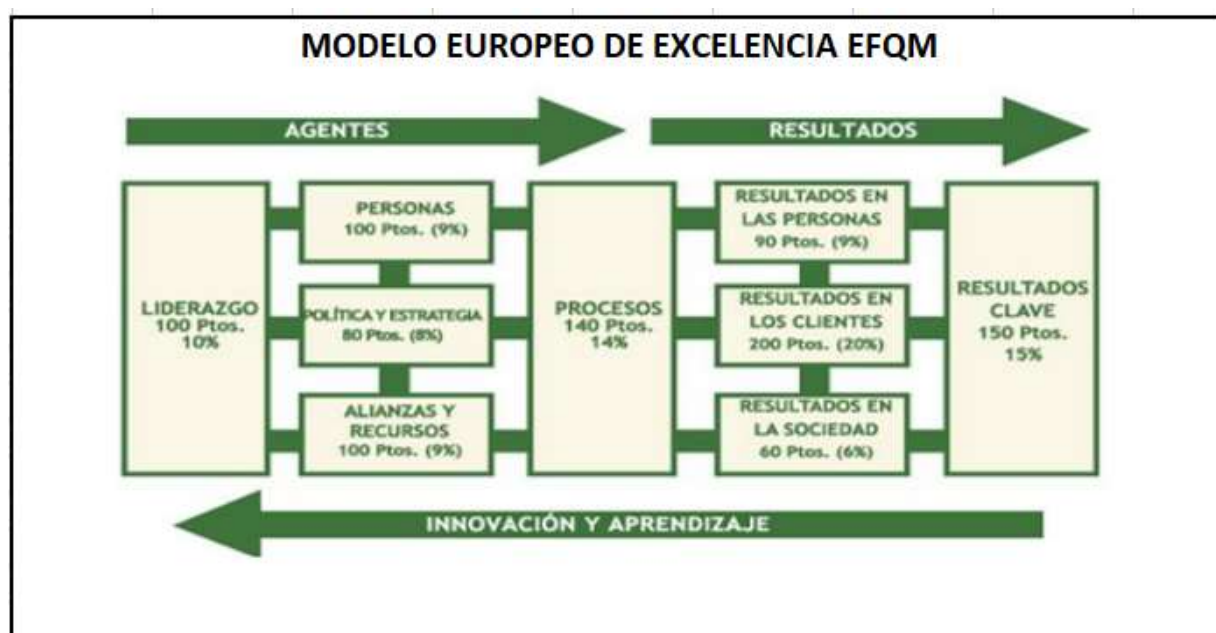 MODELO EUROPEO DE EXCELENCIA EFQM
AGENTES
RESULTADOS
LIDERAZGO
100 Ptos.
10%
PERSONAS
100 Ptos. (9%)
POLÍTICA Y ESTRATEGIA
80 Ptos. (8%)
ALIANZAS Y
RECURSOS
100 Ptos. (9%)
PROCESOS
140 Ptos.
14%
RESULTADOS EN
LAS PERSONAS
90 Ptos. (9%)
RESULTADOS EN
LOS CLIENTES
200 Ptos. (20%)
RESULTADOS EN
LA SOCIEDAD
60 Ptos. (6%)
RESULTADOS
CLAVE
150 Ptos.
15%
INNOVACIÓN Y APRENDIZAJE